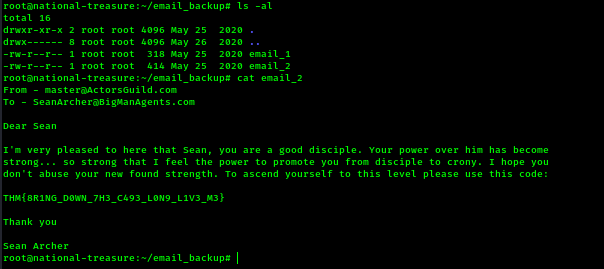 root@national-treasure:~/email_backup# ls -al
total 16
drwxr-xr-x 2 root root 4096 May 25  2020 .
drwx------ 8 root root 4096 May 26  2020 ..
-rw-r--r-- 1 root root  318 May 25  2020 email_1
-rw-r--r-- 1 root root  414 May 25  2020 email_2
root@national-treasure:~/email_backup# cat email_2
From - master@ActorsGuild.com
To - SeanArcher@BigManAgents.com

Dear Sean

I'm very pleased to here that Sean, you are a good disciple. Your power over him has become
strong... so strong that I feel the power to promote you from disciple to crony. I hope you
don't abuse your new found strength. To ascend yourself to this level please use this code:

THM{8R1NG_D0WN_7H3_C493_L0N9_L1V3_M3}

Thank you

Sean Archer
root@national-treasure:~/email_backup#